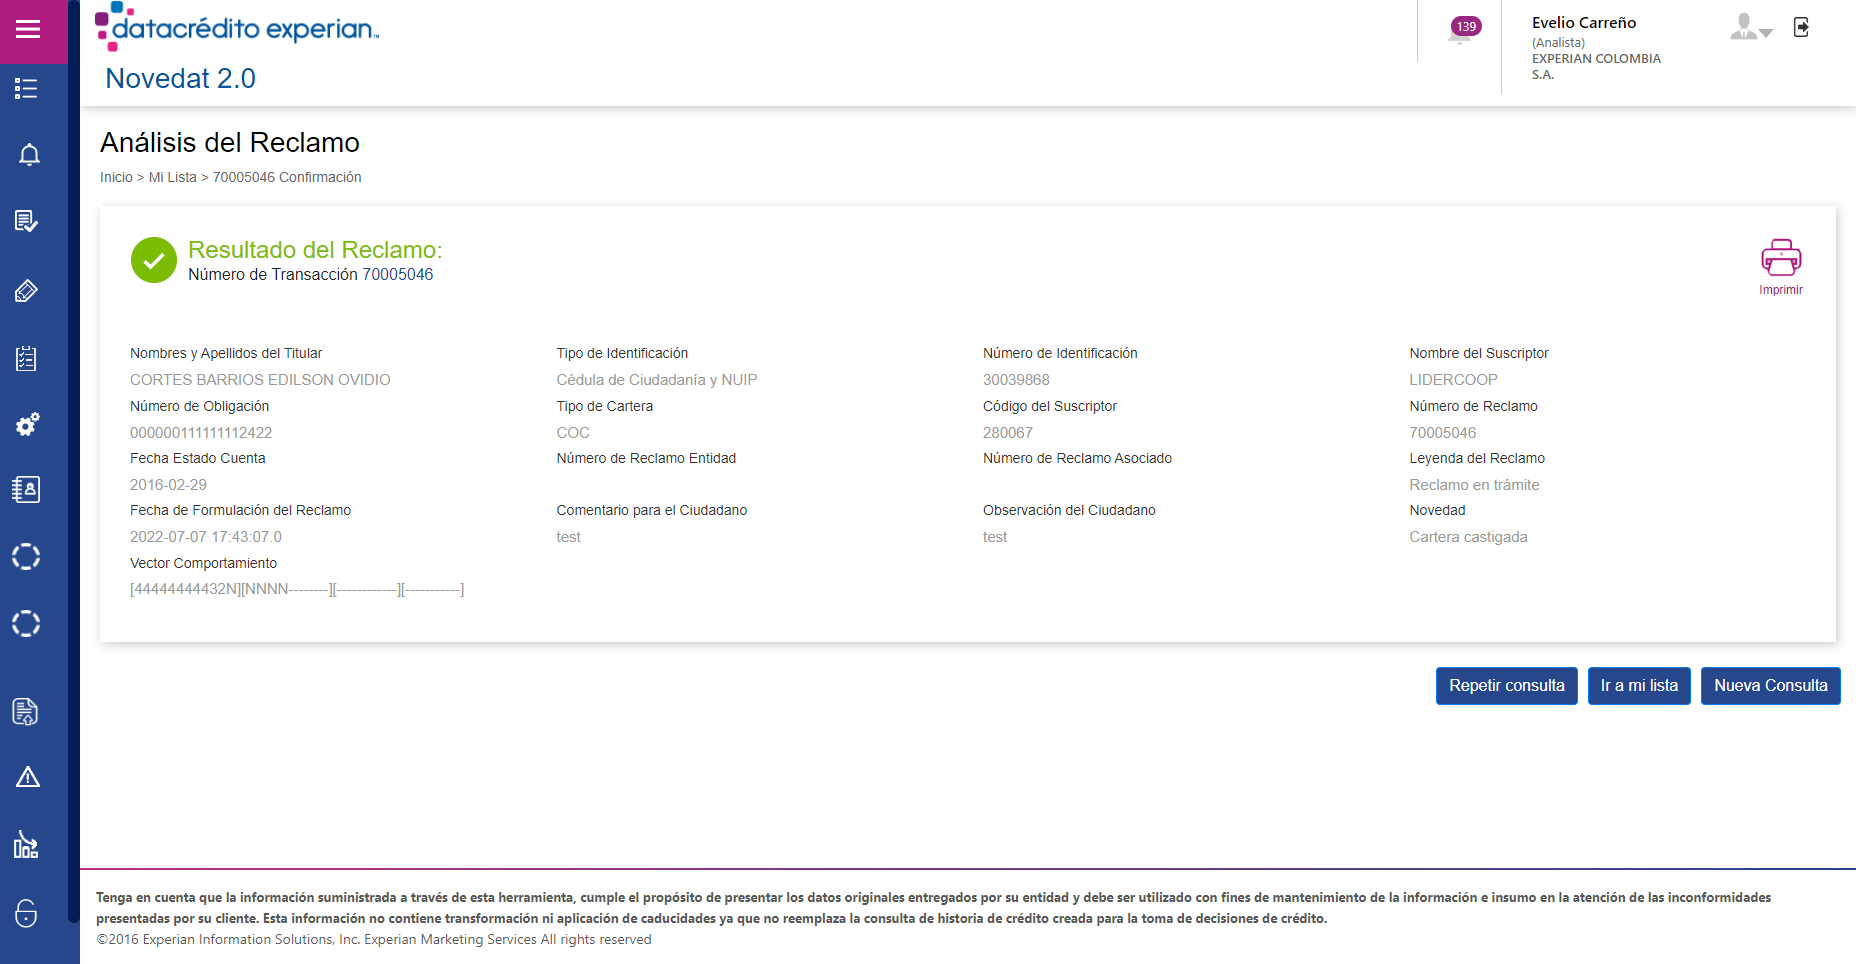 datacrédito experian™
Novedat 2.0
139
Evelio Carreño
(Analista)
EXPERIAN COLOMBIA
S.A.
Análisis del Reclamo
Inicio > Mi Lista > 70005046 Confirmación
Resultado del Reclamo:
Número de Transacción 70005046
Imprimir
Nombres y Apellidos del Titular
CORTES BARRIOS EDILSON OVIDIO
Tipo de Identificación
Cédula de Ciudadanía y NUIP
Número de Identificación
30039868
Nombre del Suscriptor
LIDERCOOP
Número de Obligación
000000111111112422
Tipo de Cartera
COC
Código del Suscriptor
280067
Número de Reclamo
70005046
Fecha Estado Cuenta
2016-02-29
Número de Reclamo Entidad
Número de Reclamo Asociado
Leyenda del Reclamo
Reclamo en trámite
Fecha de Formulación del Reclamo
2022-07-07 17:43:07.0
Comentario para el Ciudadano
test
Observación del Ciudadano
test
Novedad
Cartera castigada
Vector Comportamiento
[44444444432N][NNNN--------][------------][-----------]
Repetir consulta
Ir a mi lista
Nueva Consulta
Tenga en cuenta que la información suministrada a través de esta herramienta, cumple el propósito de presentar los datos originales entregados por su entidad y debe ser utilizado con fines de mantenimiento de la información e insumo en la atención de las inconformidades
presentadas por su cliente. Esta información no contiene transformación ni aplicación de caducidades ya que no reemplaza la consulta de historia de crédito creada para la toma de decisiones de crédito.
©2016 Experian Information Solutions, Inc. Experian Marketing Services All rights reserved